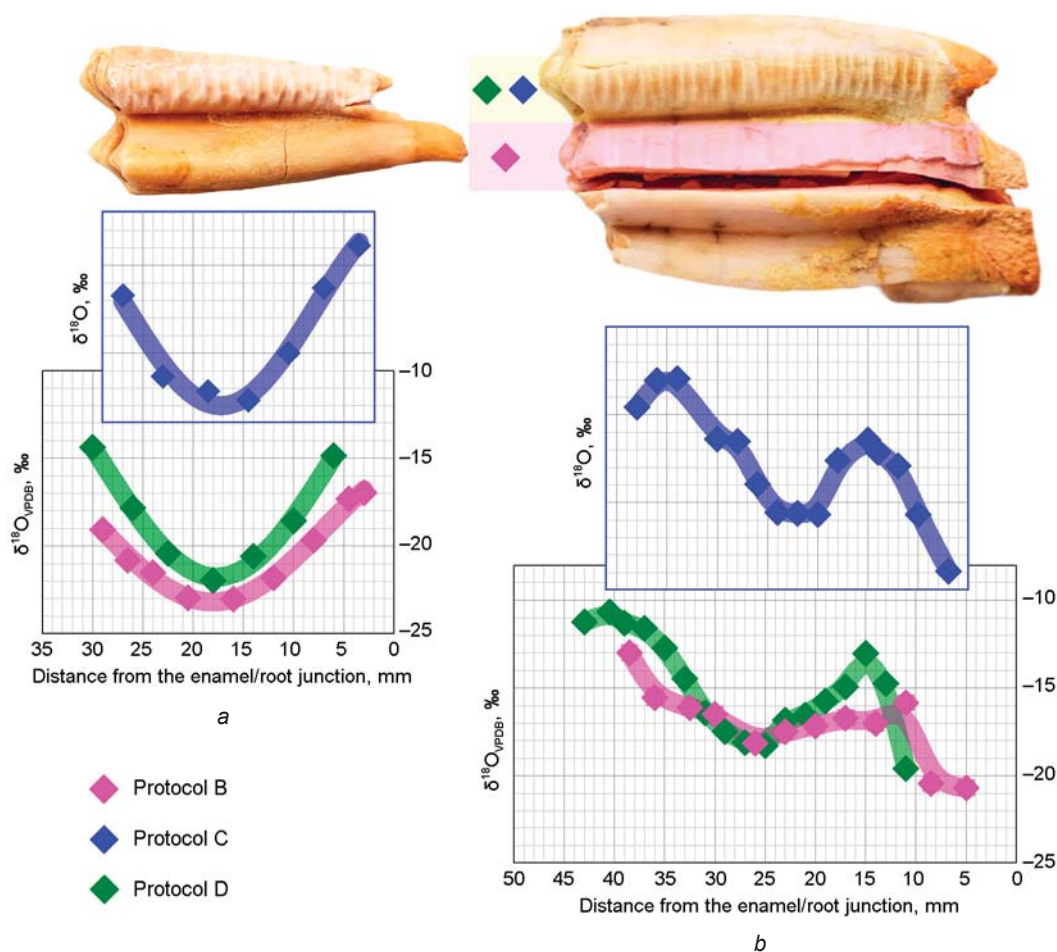 δ¹⁸O, ‰
–10
–15
–20
–25
δ¹⁸O_VPDB, ‰
35 30 25 20 15 10 5 0
Distance from the enamel/root junction, mm
a
Protocol B
Protocol C
Protocol D
δ¹⁸O, ‰
–10
–15
–20
–25
δ¹⁸O_VPDB, ‰
50 45 40 35 30 25 20 15 10 5 0
Distance from the enamel/root junction, mm
b